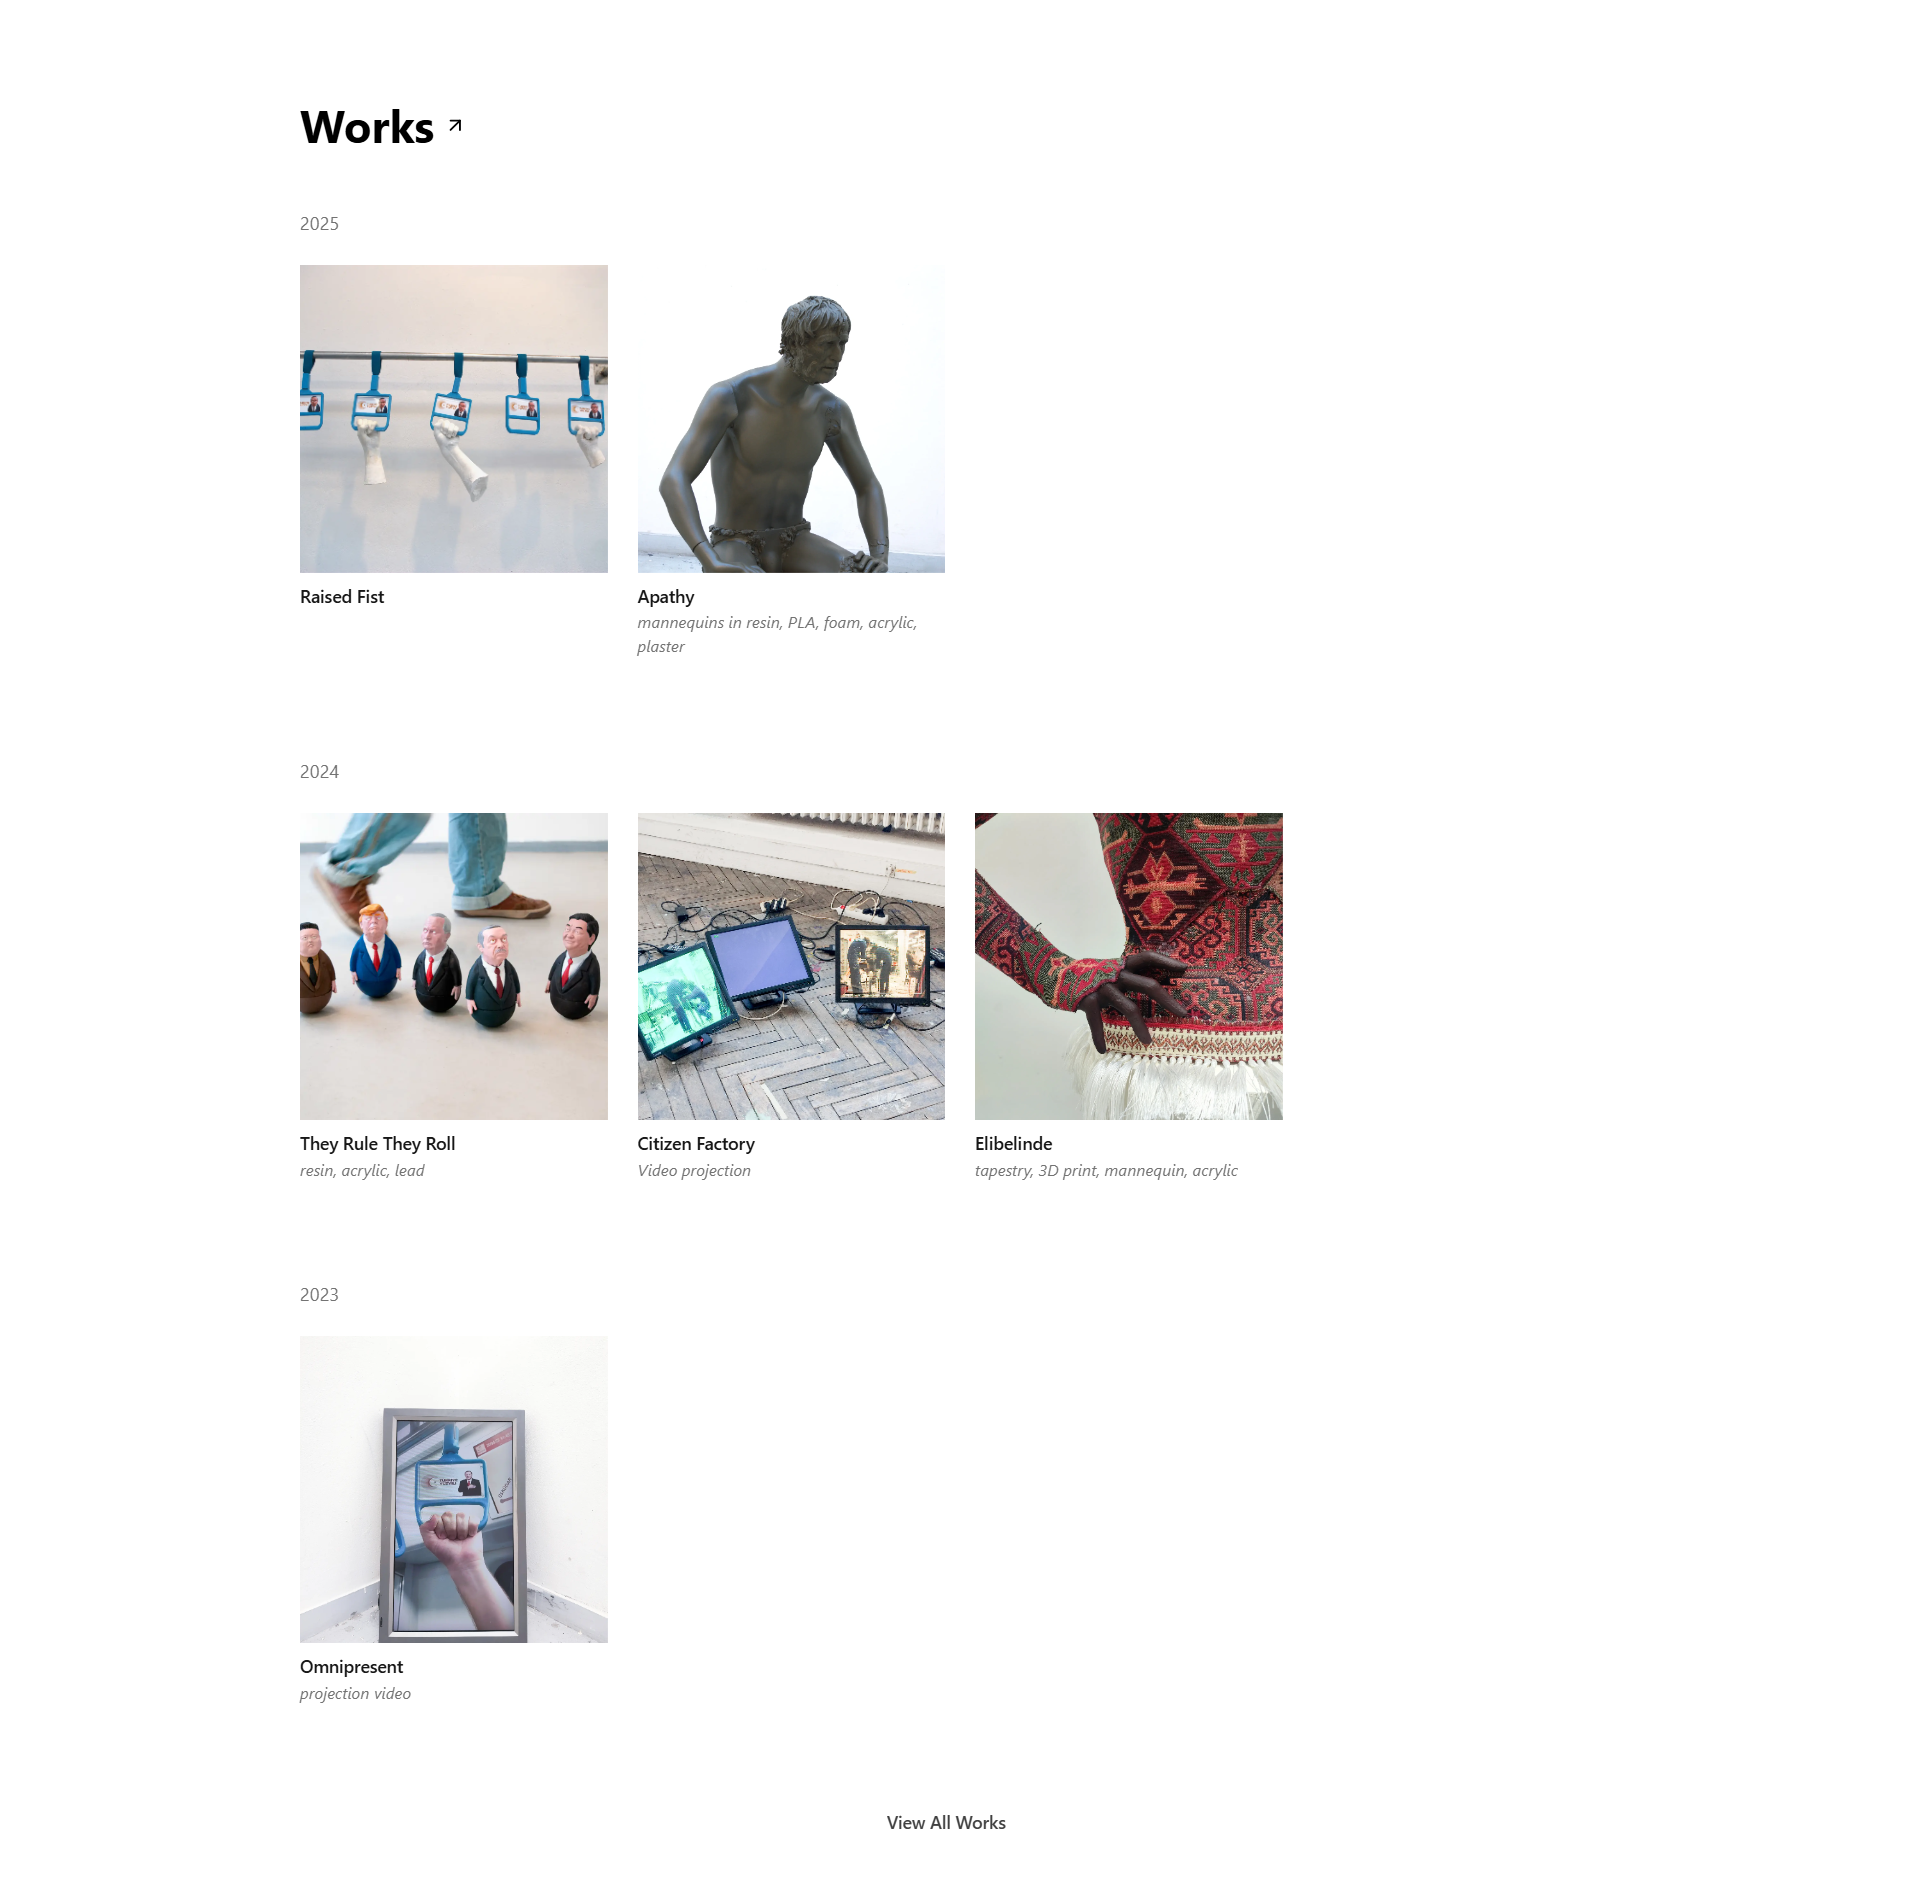 Works
2025
Raised Fist
Apathy
mannequins in resin, PLA, foam, acrylic,
plaster
2024
They Rule They Roll
resin, acrylic, lead
Citizen Factory
Video projection
Elibelinde
tapestry, 3D print, mannequin, acrylic
2023
Omnipresent
projection video
View All Works